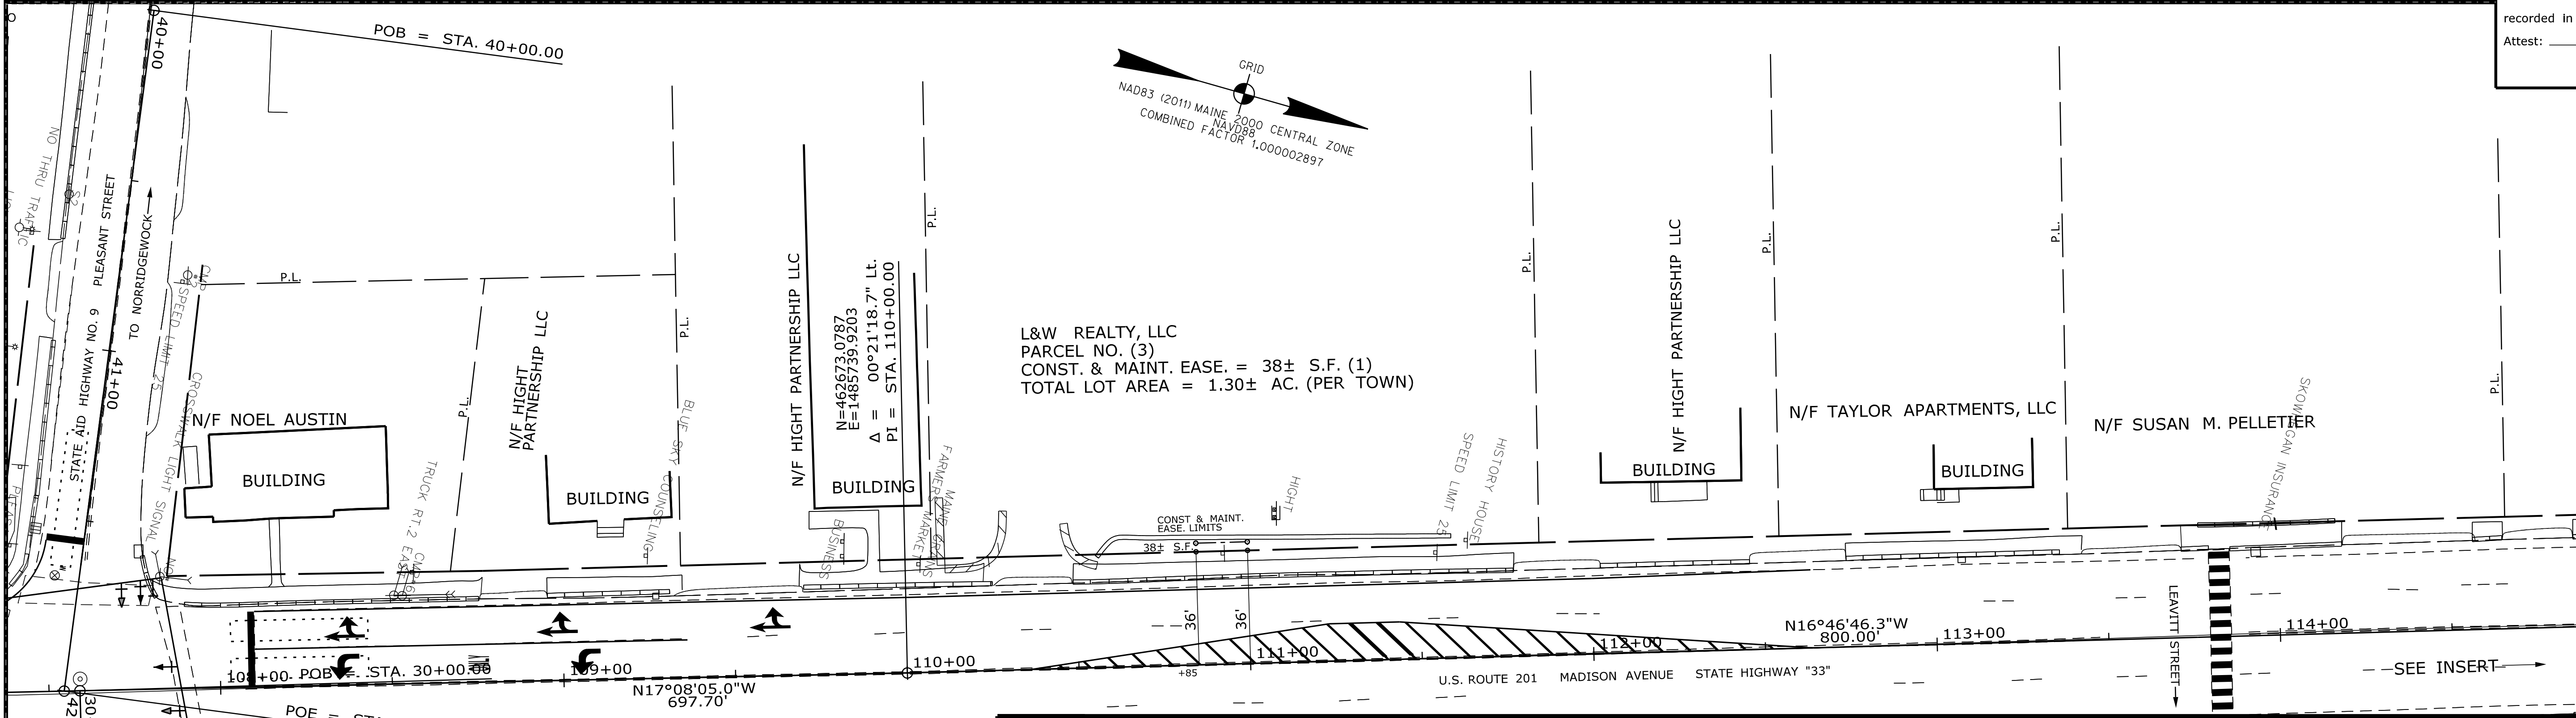 recorded in
Attest:
POB = STA. 40+00.00
40+00
GRID
NAD83 (2011) MAINE 2000 CENTRAL ZONE
NAVD88
COMBINED FACTOR 1.000002897
NO THRU TRAFFIC
STATE AID HIGHWAY NO. 9 PLEASANT STREET
TO NORRIDGEWOCK
41+00
SPEED LIMIT 25
CROSSWALK LIGHT SIGNAL
P.L.
P.L.
P.L.
P.L.
P.L.
P.L.
P.L.
P.L.
N/F NOEL AUSTIN
BUILDING
N/F HIGHT
PARTNERSHIP LLC
BUILDING
TRUCK RT.2 EAST
BLUE SKY COUNSELING
N/F HIGHT PARTNERSHIP LLC
N=462673.0787
E=1485739.9203
Δ = 00°21'18.7" Lt.
PI = STA. 110+00.00
BUILDING
BUSINESS
FARMERS MARKET
MAINE GRAINS
L&W REALTY, LLC
PARCEL NO. (3)
CONST. & MAINT. EASE. = 38± S.F. (1)
TOTAL LOT AREA = 1.30± AC. (PER TOWN)
CONST & MAINT.
EASE. LIMITS
38± S.F.
HIGHT
SPEED LIMIT 25
HISTORY HOUSE
N/F HIGHT PARTNERSHIP LLC
BUILDING
N/F TAYLOR APARTMENTS, LLC
BUILDING
N/F SUSAN M. PELLETIER
SKOWHEGAN INSURANCE
36'
36'
+85
108+00
POB = STA. 30+00.00
109+00
110+00
111+00
112+00
113+00
114+00
N17°08'05.0"W
697.70'
N16°46'46.3"W
800.00'
U.S. ROUTE 201 MADISON AVENUE STATE HIGHWAY "33"
LEAVITT STREET
SEE INSERT
POE = STA
42
30